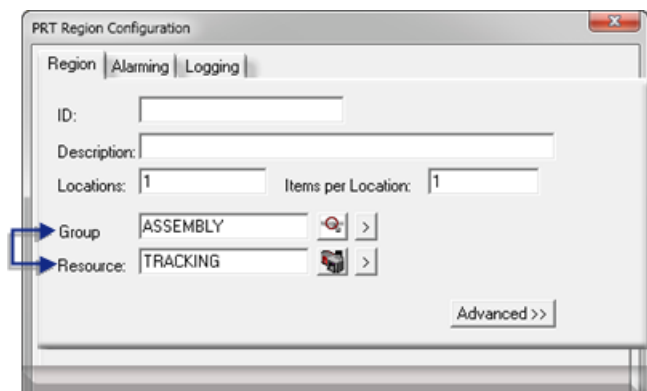 PRT Region Configuration
Region Alarming Logging
ID:
Description:
Locations: 1 Items per Location: 1
Group ASSEMBLY >
Resource: TRACKING >
Advanced >>